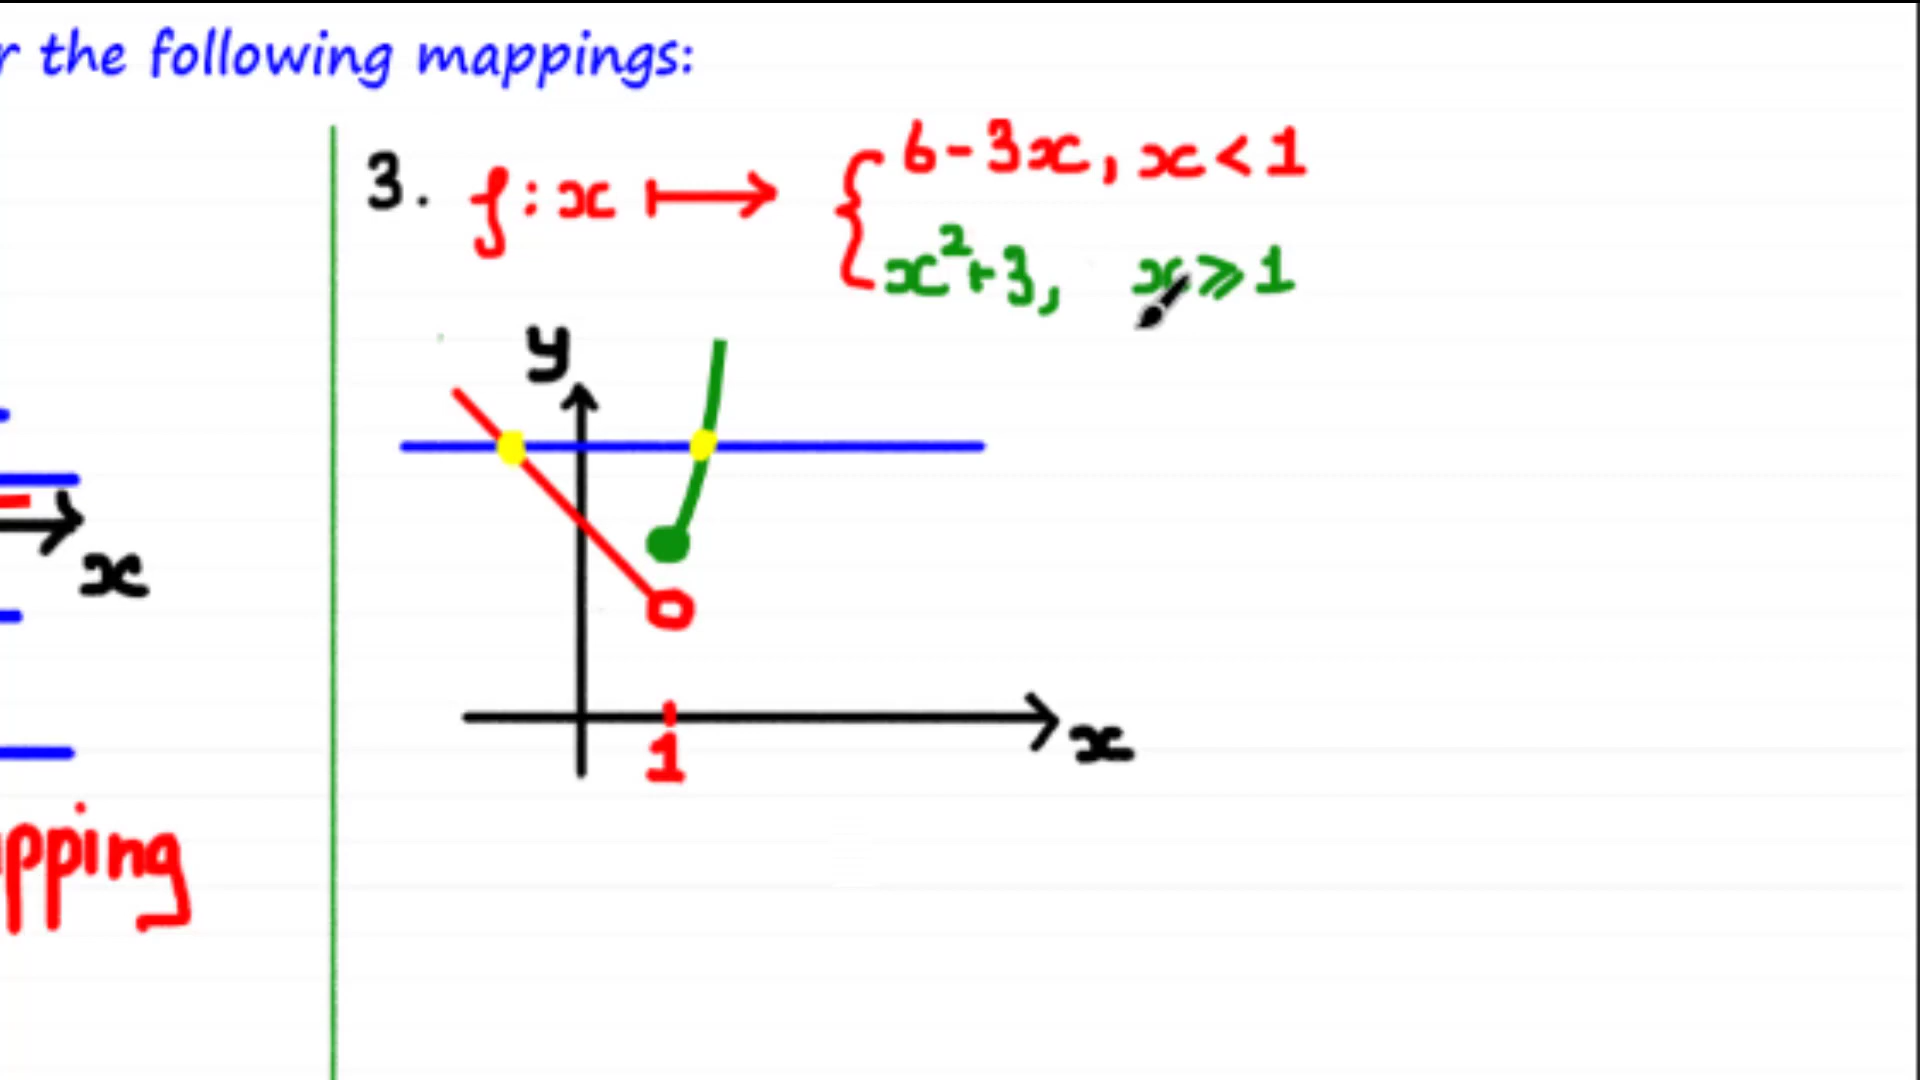 r the following mappings:
3. f : x ↦ { 6-3x, x < 1
x²+3, x ⩾ 1
y
x
x
1
pping